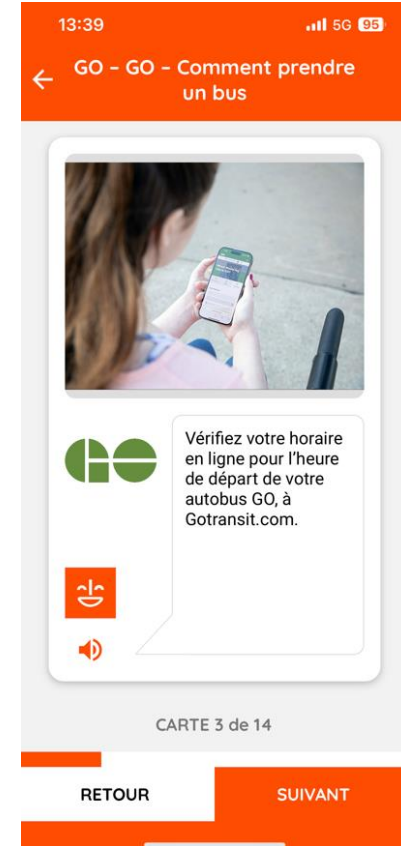 13:39
5G 95
GO – GO – Comment prendre
un bus
GO
Vérifiez votre horaire
en ligne pour l’heure
de départ de votre
autobus GO, à
Gotransit.com.
CARTE 3 de 14
RETOUR
SUIVANT